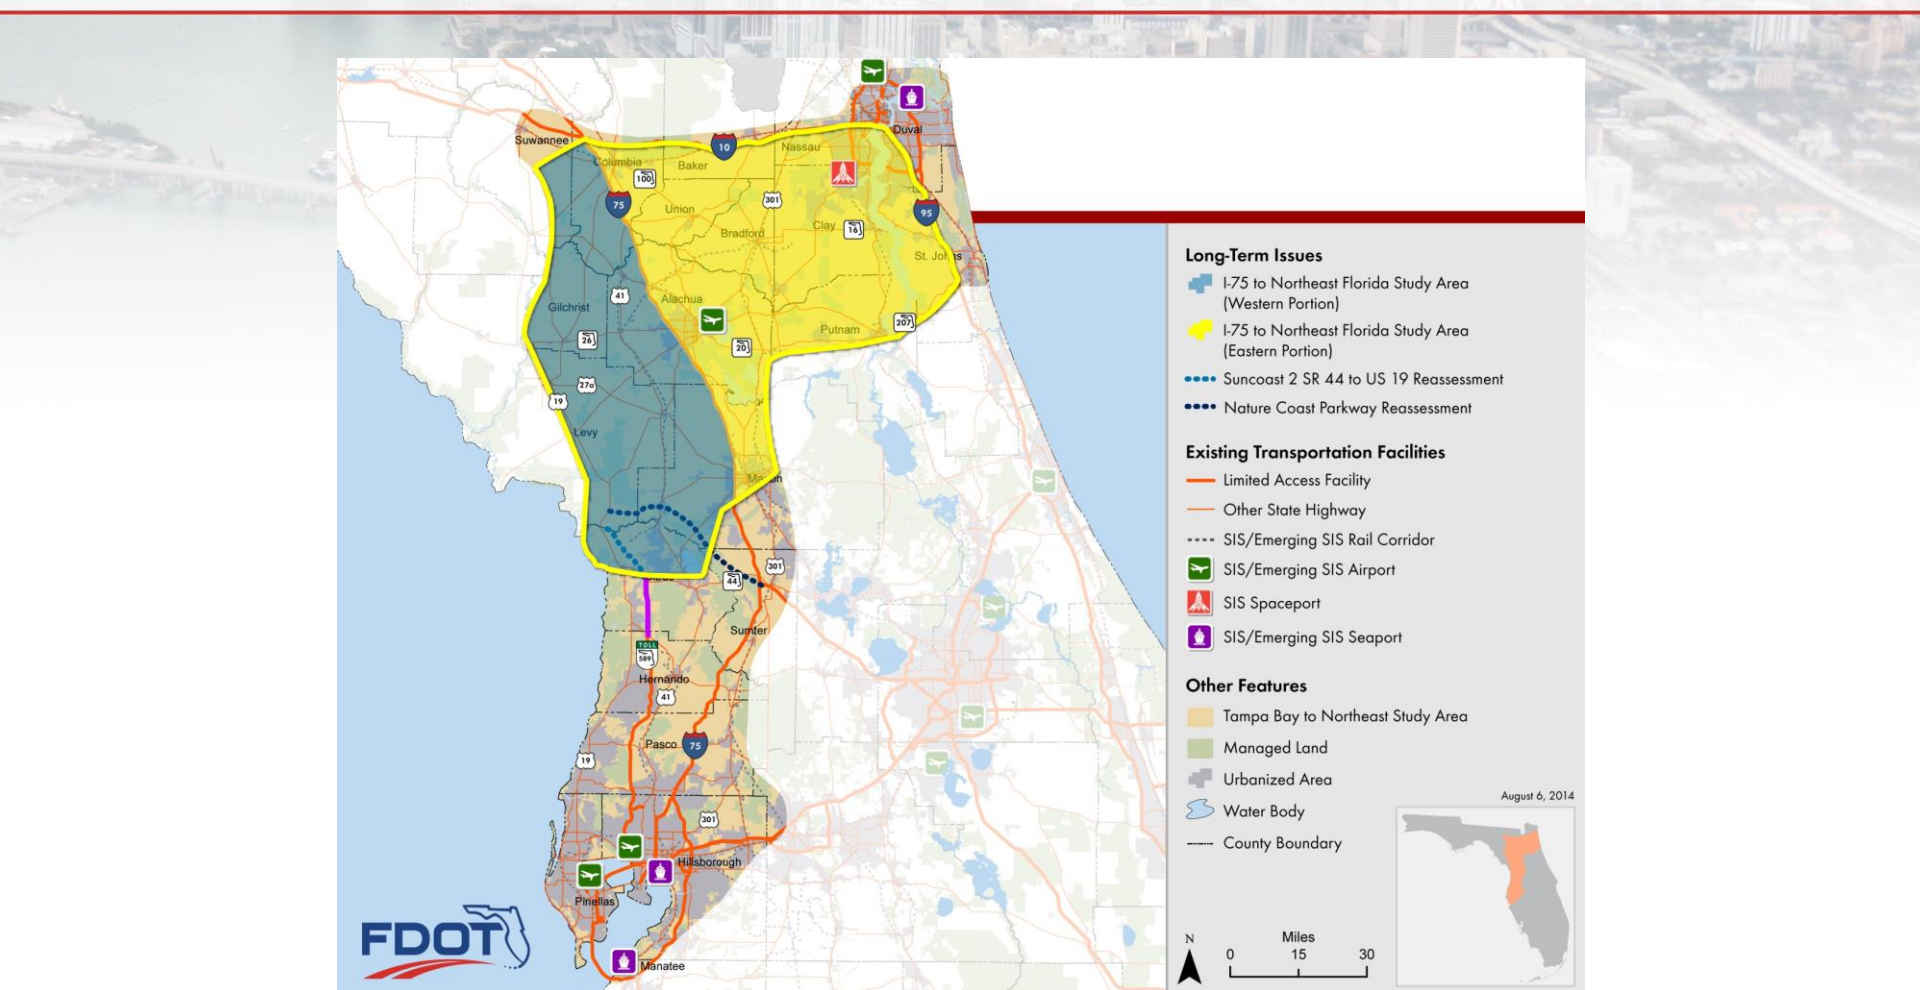 Suwannee
Columbia
Baker
Nassau
Duval
10
100
75
Union
301
95
Bradford
Clay
16
St. Johns
41
Gilchrist
Alachua
26
20
Putnam
207
27a
19
Levy
Marion
44
301
Sumter
TOLL
589
Hernando
41
Pasco
75
19
301
Hillsborough
Pinellas
Manatee
FDOT
Long-Term Issues
I-75 to Northeast Florida Study Area
(Western Portion)
I-75 to Northeast Florida Study Area
(Eastern Portion)
Suncoast 2 SR 44 to US 19 Reassessment
Nature Coast Parkway Reassessment
Existing Transportation Facilities
Limited Access Facility
Other State Highway
SIS/Emerging SIS Rail Corridor
SIS/Emerging SIS Airport
SIS Spaceport
SIS/Emerging SIS Seaport
Other Features
Tampa Bay to Northeast Study Area
Managed Land
Urbanized Area
Water Body
County Boundary
August 6, 2014
N
Miles
0 15 30